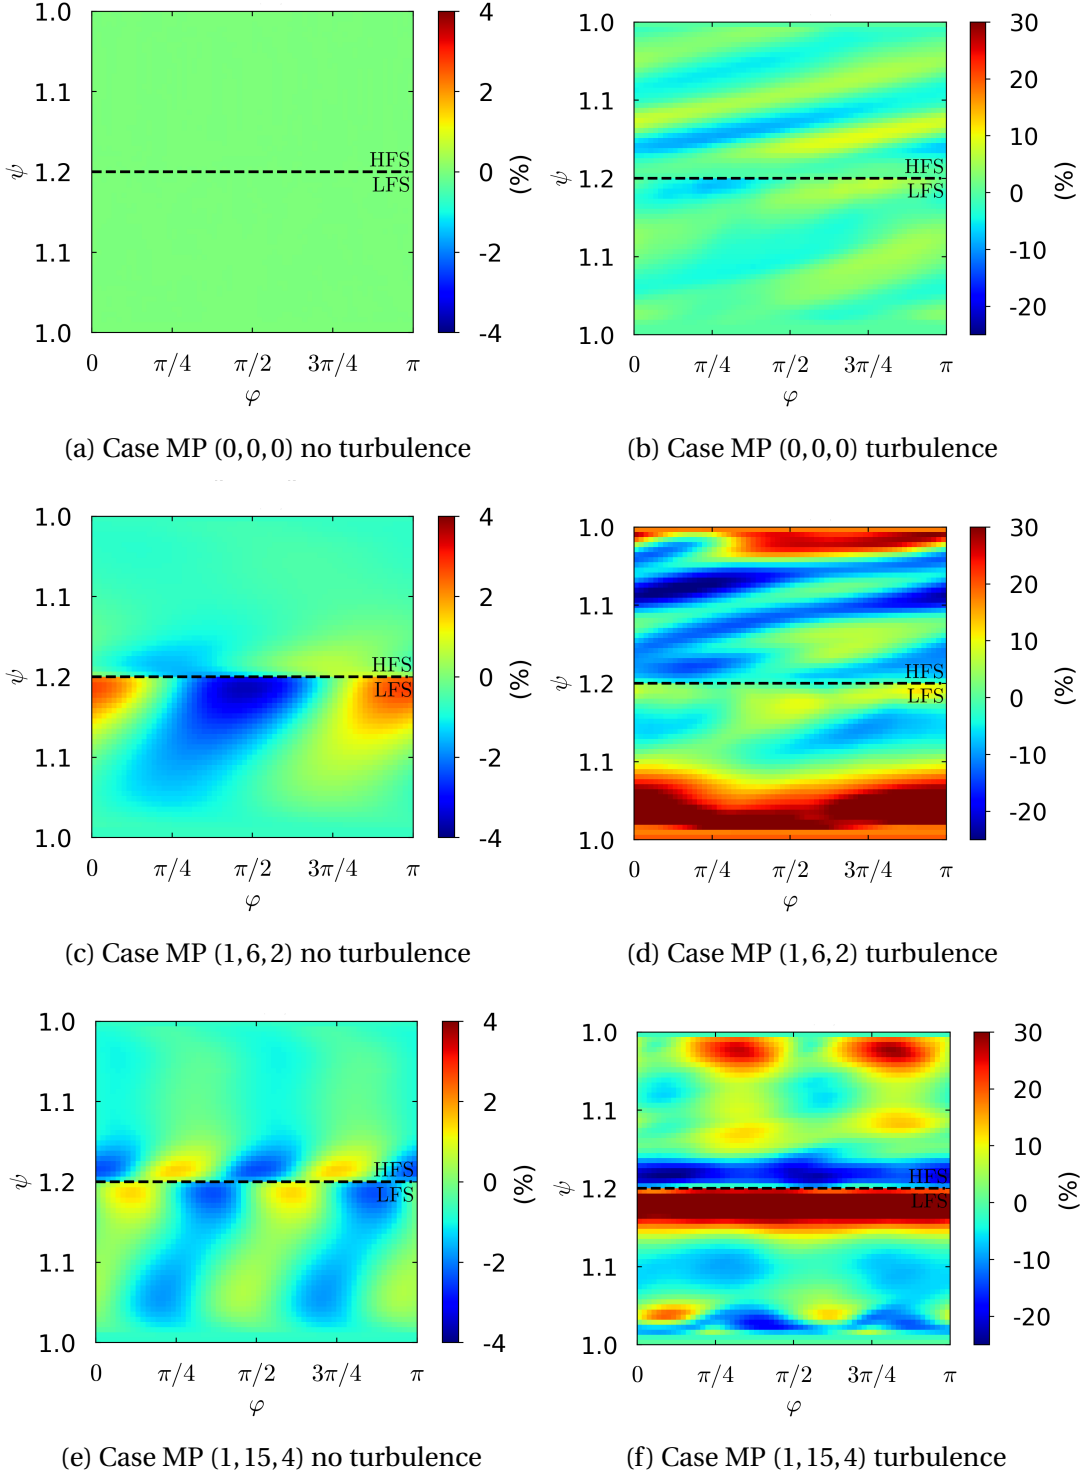 1.0
1.1
1.2
1.1
1.0
ψ
HFS
LFS
0 π/4 π/2 3π/4 π
φ
4
2
0
-2
-4
(%)
(a) Case MP (0,0,0) no turbulence
1.0
1.1
1.2
1.1
1.0
ψ
HFS
LFS
0 π/4 π/2 3π/4 π
φ
30
20
10
0
-10
-20
(%)
(b) Case MP (0,0,0) turbulence
1.0
1.1
1.2
1.1
1.0
ψ
HFS
LFS
0 π/4 π/2 3π/4 π
φ
4
2
0
-2
-4
(%)
(c) Case MP (1,6,2) no turbulence
1.0
1.1
1.2
1.1
1.0
ψ
HFS
LFS
0 π/4 π/2 3π/4 π
φ
30
20
10
0
-10
-20
(%)
(d) Case MP (1,6,2) turbulence
1.0
1.1
1.2
1.1
1.0
ψ
HFS
LFS
0 π/4 π/2 3π/4 π
φ
4
2
0
-2
-4
(%)
(e) Case MP (1,15,4) no turbulence
1.0
1.1
1.2
1.1
1.0
ψ
HFS
LFS
0 π/4 π/2 3π/4 π
φ
30
20
10
0
-10
-20
(%)
(f) Case MP (1,15,4) turbulence